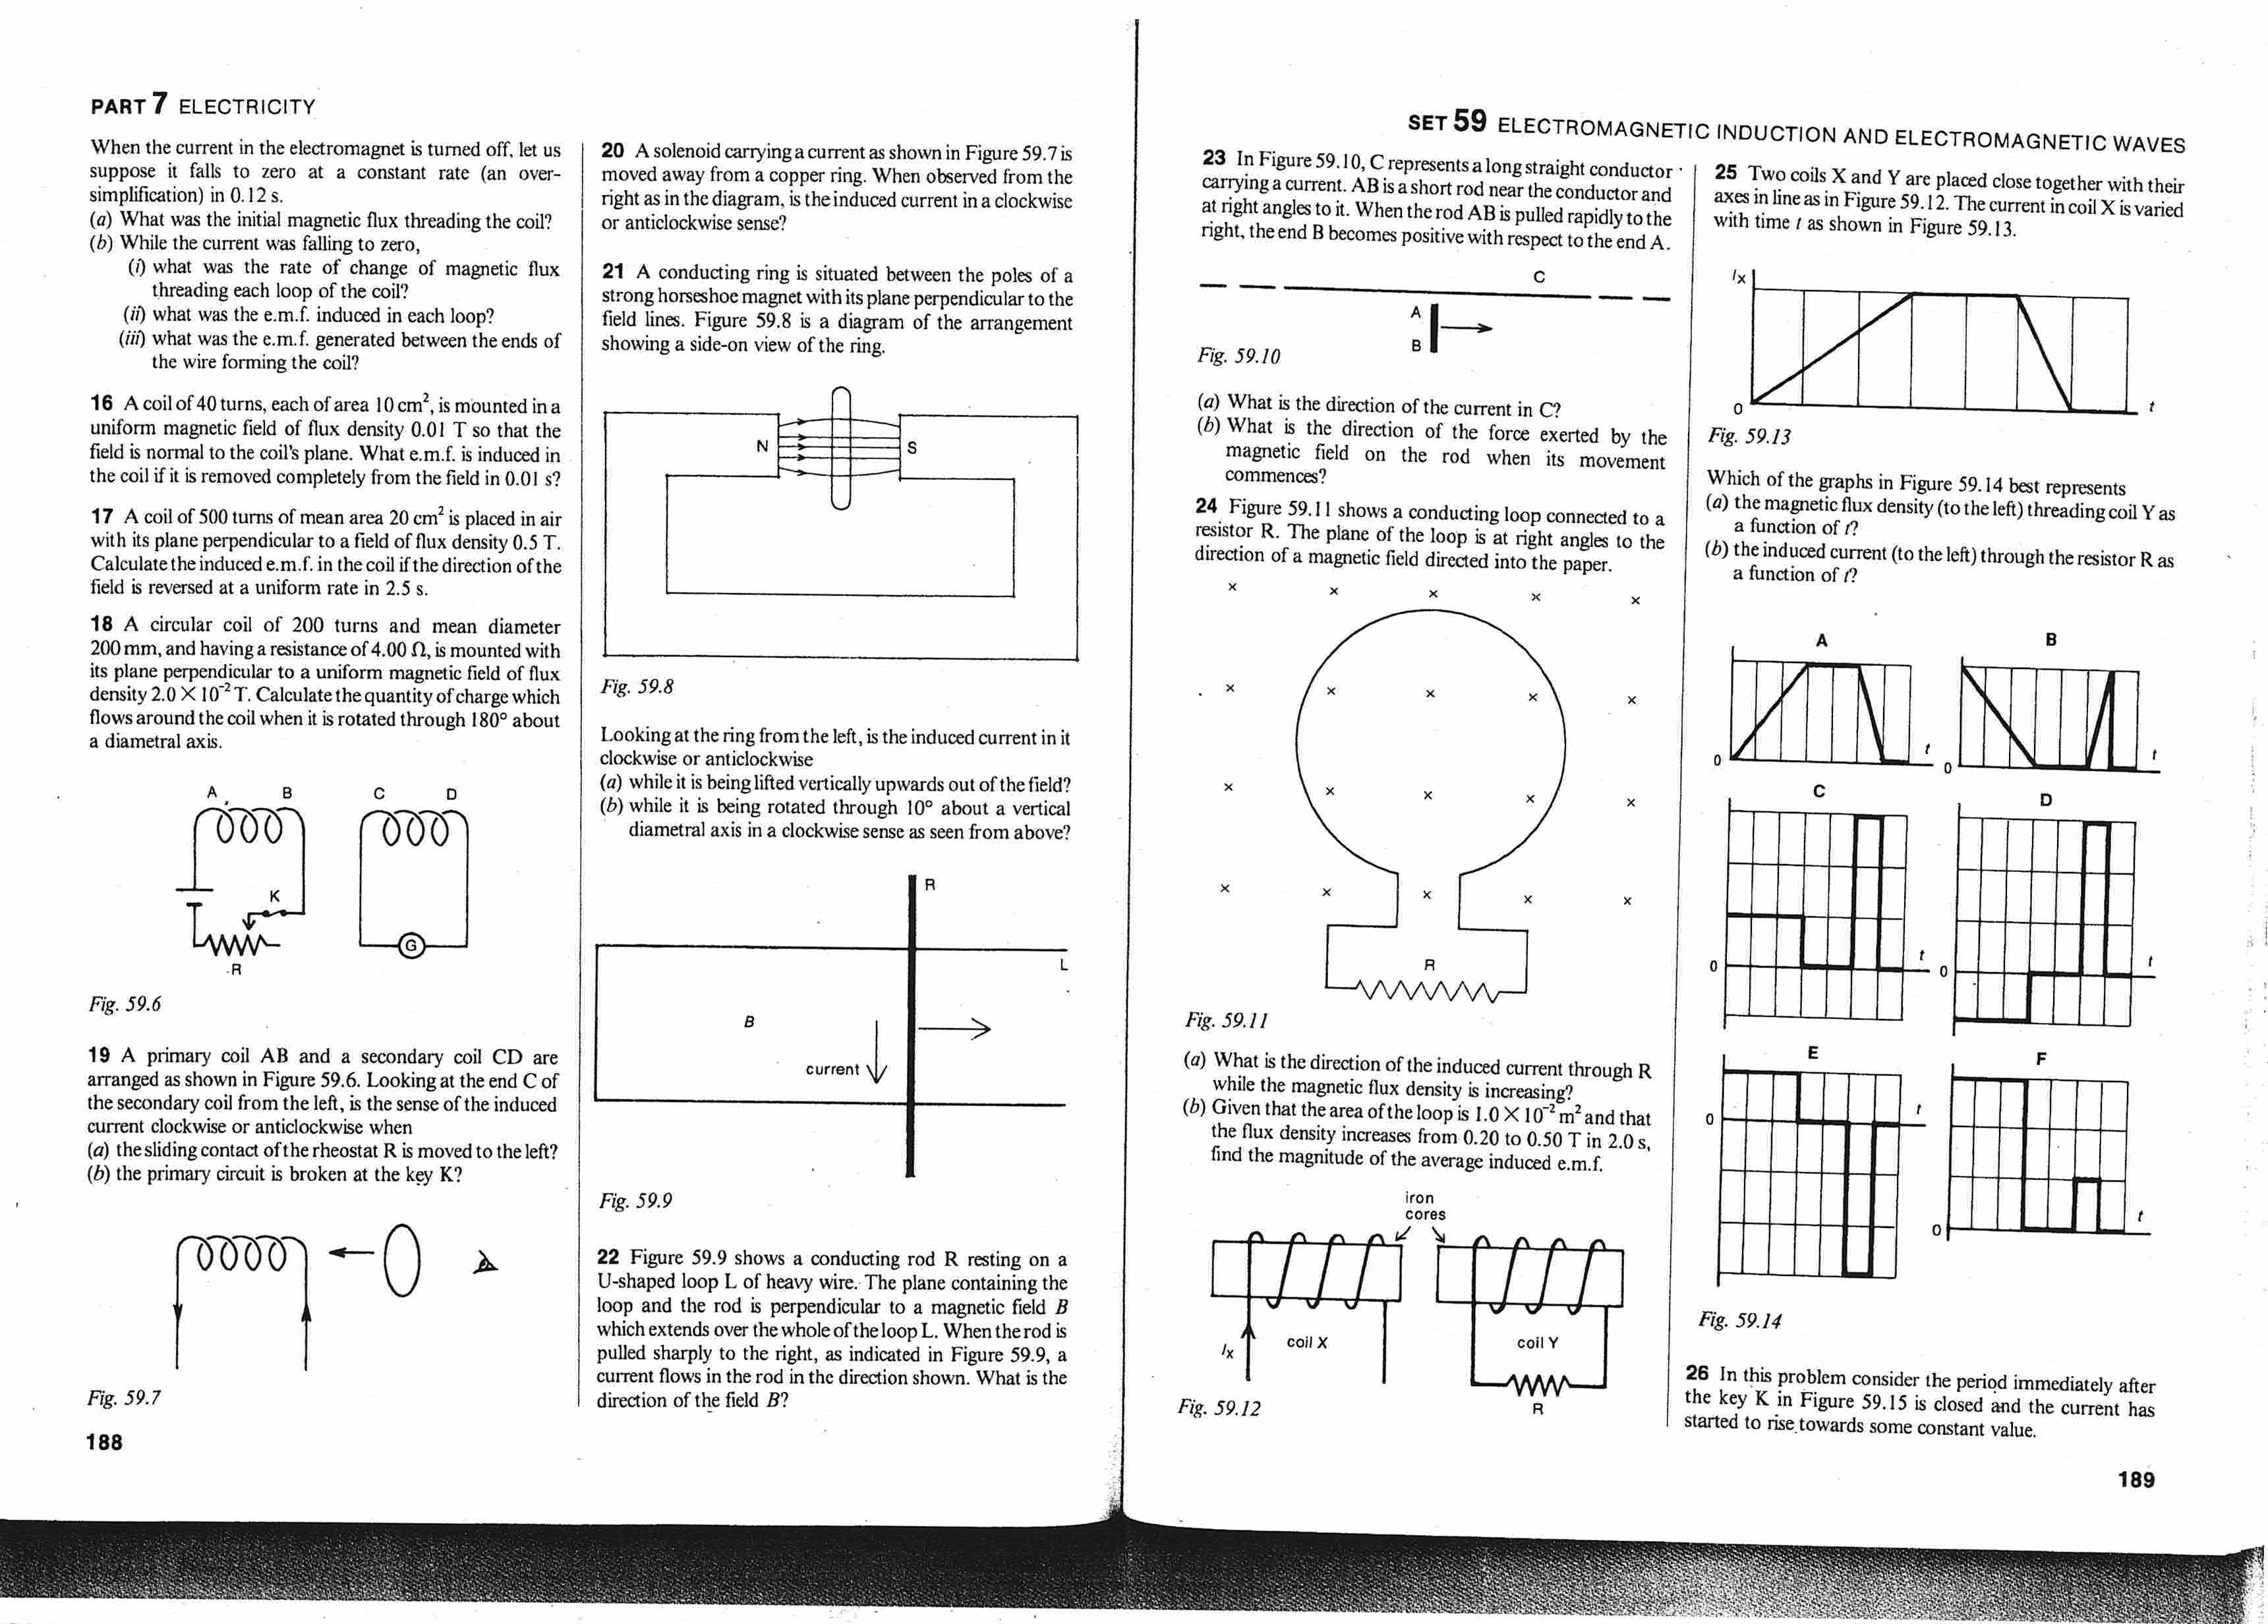 PART 7 ELECTRICITY
When the current in the electromagnet is turned off, let us
suppose it falls to zero at a constant rate (an over-
simplification) in 0.12 s.
(a) What was the initial magnetic flux threading the coil?
(b) While the current was falling to zero,
(i) what was the rate of change of magnetic flux
threading each loop of the coil?
(ii) what was the e.m.f. induced in each loop?
(iii) what was the e.m.f. generated between the ends of
the wire forming the coil?
16 A coil of 40 turns, each of area 10 cm², is mounted in a
uniform magnetic field of flux density 0.01 T so that the
field is normal to the coil's plane. What e.m.f. is induced in
the coil if it is removed completely from the field in 0.01 s?
17 A coil of 500 turns of mean area 20 cm² is placed in air
with its plane perpendicular to a field of flux density 0.5 T.
Calculate the induced e.m.f. in the coil if the direction of the
field is reversed at a uniform rate in 2.5 s.
18 A circular coil of 200 turns and mean diameter
200 mm, and having a resistance of 4.00 Ω, is mounted with
its plane perpendicular to a uniform magnetic field of flux
density 2.0 × 10⁻² T. Calculate the quantity of charge which
flows around the coil when it is rotated through 180° about
a diametral axis.
A B C D
K
G
R
Fig. 59.6
19 A primary coil AB and a secondary coil CD are
arranged as shown in Figure 59.6. Looking at the end C of
the secondary coil from the left, is the sense of the induced
current clockwise or anticlockwise when
(a) the sliding contact of the rheostat R is moved to the left?
(b) the primary circuit is broken at the key K?
Fig. 59.7
188
20 A solenoid carrying a current as shown in Figure 59.7 is
moved away from a copper ring. When observed from the
right as in the diagram, is the induced current in a clockwise
or anticlockwise sense?
21 A conducting ring is situated between the poles of a
strong horseshoe magnet with its plane perpendicular to the
field lines. Figure 59.8 is a diagram of the arrangement
showing a side-on view of the ring.
N S
Fig. 59.8
Looking at the ring from the left, is the induced current in it
clockwise or anticlockwise
(a) while it is being lifted vertically upwards out of the field?
(b) while it is being rotated through 10° about a vertical
diametral axis in a clockwise sense as seen from above?
R
L
B
current
Fig. 59.9
22 Figure 59.9 shows a conducting rod R resting on a
U-shaped loop L of heavy wire. The plane containing the
loop and the rod is perpendicular to a magnetic field B
which extends over the whole of the loop L. When the rod is
pulled sharply to the right, as indicated in Figure 59.9, a
current flows in the rod in the direction shown. What is the
direction of the field B?
SET 59 ELECTROMAGNETIC INDUCTION AND ELECTROMAGNETIC WAVES
23 In Figure 59.10, C represents a long straight conductor
carrying a current. AB is a short rod near the conductor and
at right angles to it. When the rod AB is pulled rapidly to the
right, the end B becomes positive with respect to the end A.
C
A
B
Fig. 59.10
(a) What is the direction of the current in C?
(b) What is the direction of the force exerted by the
magnetic field on the rod when its movement
commences?
24 Figure 59.11 shows a conducting loop connected to a
resistor R. The plane of the loop is at right angles to the
direction of a magnetic field directed into the paper.
× × × × ×
× × × × ×
× × × × ×
× × × × ×
R
Fig. 59.11
(a) What is the direction of the induced current through R
while the magnetic flux density is increasing?
(b) Given that the area of the loop is 1.0 × 10⁻² m² and that
the flux density increases from 0.20 to 0.50 T in 2.0 s,
find the magnitude of the average induced e.m.f.
iron
cores
Ix
coil X
coil Y
R
Fig. 59.12
25 Two coils X and Y are placed close together with their
axes in line as in Figure 59.12. The current in coil X is varied
with time t as shown in Figure 59.13.
Ix
0
t
Fig. 59.13
Which of the graphs in Figure 59.14 best represents
(a) the magnetic flux density (to the left) threading coil Y as
a function of t?
(b) the induced current (to the left) through the resistor R as
a function of t?
A B
0 t 0 t
C D
0 t 0 t
E F
0 t 0 t
Fig. 59.14
26 In this problem consider the period immediately after
the key K in Figure 59.15 is closed and the current has
started to rise towards some constant value.
189